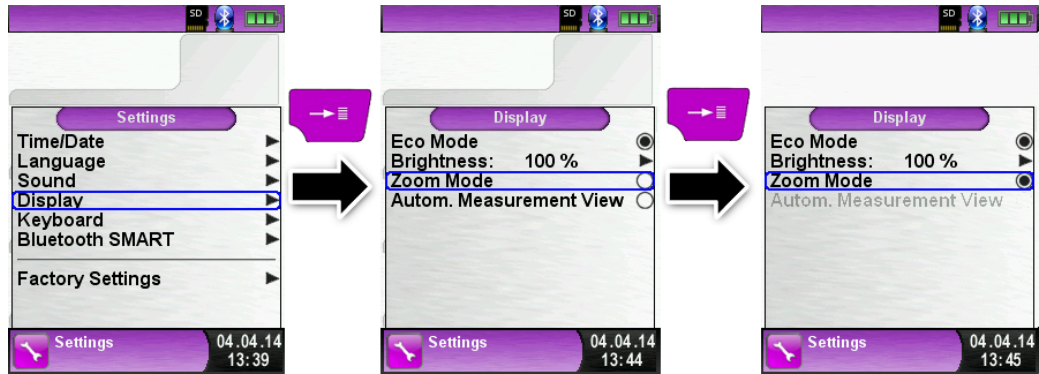 SD
Settings
Time/Date
Language
Sound
Display
Keyboard
Bluetooth SMART
Factory Settings
Settings
04.04.14
13:39
SD
Display
Eco Mode
Brightness: 100 %
Zoom Mode
Autom. Measurement View
Settings
04.04.14
13:44
SD
Display
Eco Mode
Brightness: 100 %
Zoom Mode
Autom. Measurement View
Settings
04.04.14
13:45